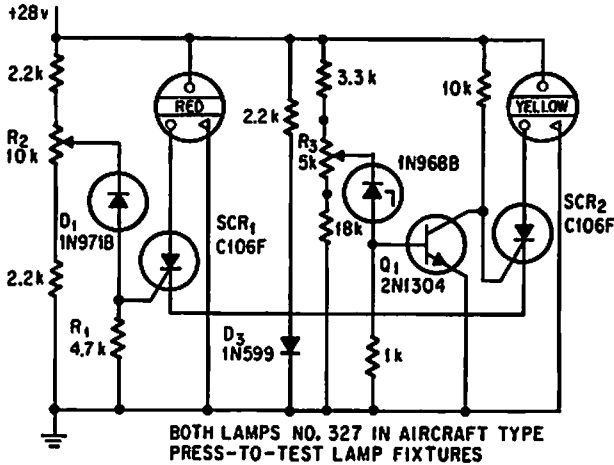 +28v
2.2k
R2
10k
2.2k
D1
1N971B
R1
4.7k
RED
SCR1
C106F
2.2k
D3
1N599
3.3k
R3
5k
18k
1N968B
Q1
2N1304
1k
10k
YELLOW
SCR2
C106F
BOTH LAMPS NO. 327 IN AIRCRAFT TYPE
PRESS-TO-TEST LAMP FIXTURES